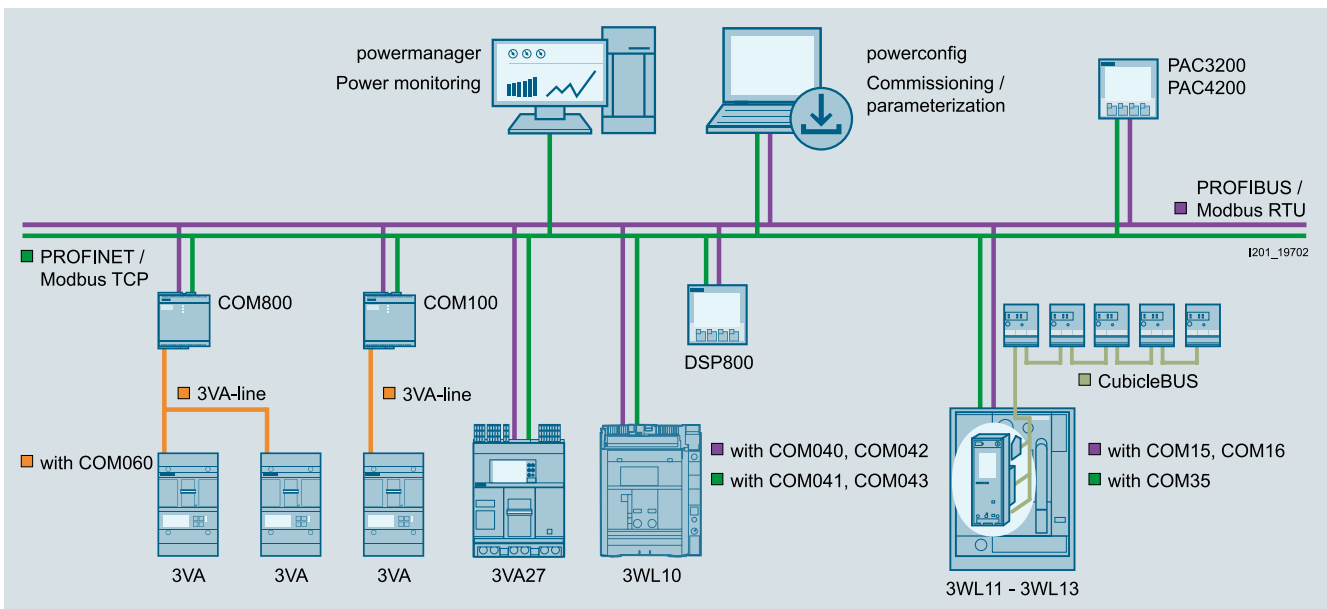 powermanager
Power monitoring
powerconfig
Commissioning /
parameterization
PAC3200
PAC4200
PROFIBUS /
Modbus RTU
PROFINET /
Modbus TCP
I201_19702
COM800
COM100
DSP800
CubicleBUS
3VA-line
3VA-line
with COM060
with COM040, COM042
with COM041, COM043
with COM15, COM16
with COM35
3VA
3VA
3VA
3VA27
3WL10
3WL11 - 3WL13